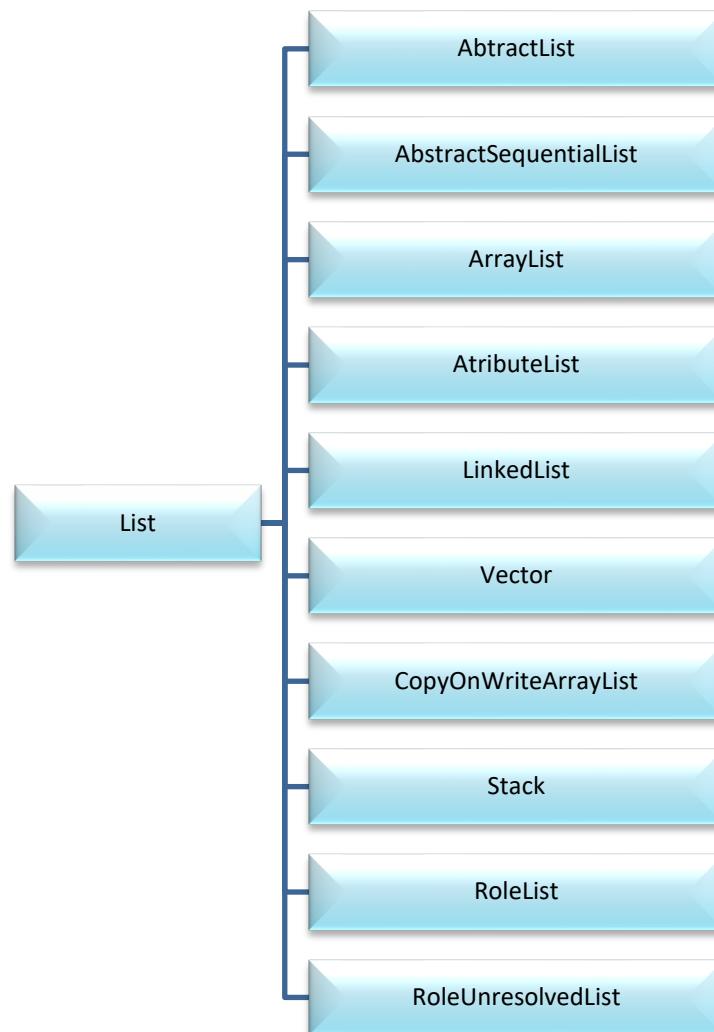 AbtractList
AbstractSequentialList
ArrayList
AtributeList
LinkedList
List
Vector
CopyOnWriteArrayList
Stack
RoleList
RoleUnresolvedList